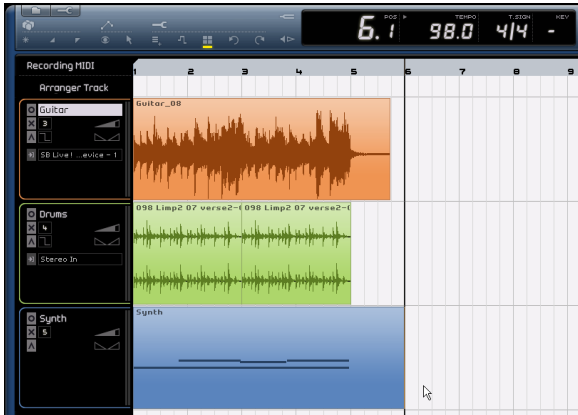 POS
TEMPO
T.SIGN
KEY
6. 1
98.0
4/4
-
Recording MIDI
1 2 3 4 5 6 7 8 9
Arranger Track
Guitar
Guitar_08
3
SB Live! ...evice - 1
Drums
098 Limp2 07 verse2-( 098 Limp2 07 verse2-(
4
Stereo In
Synth
Synth
5